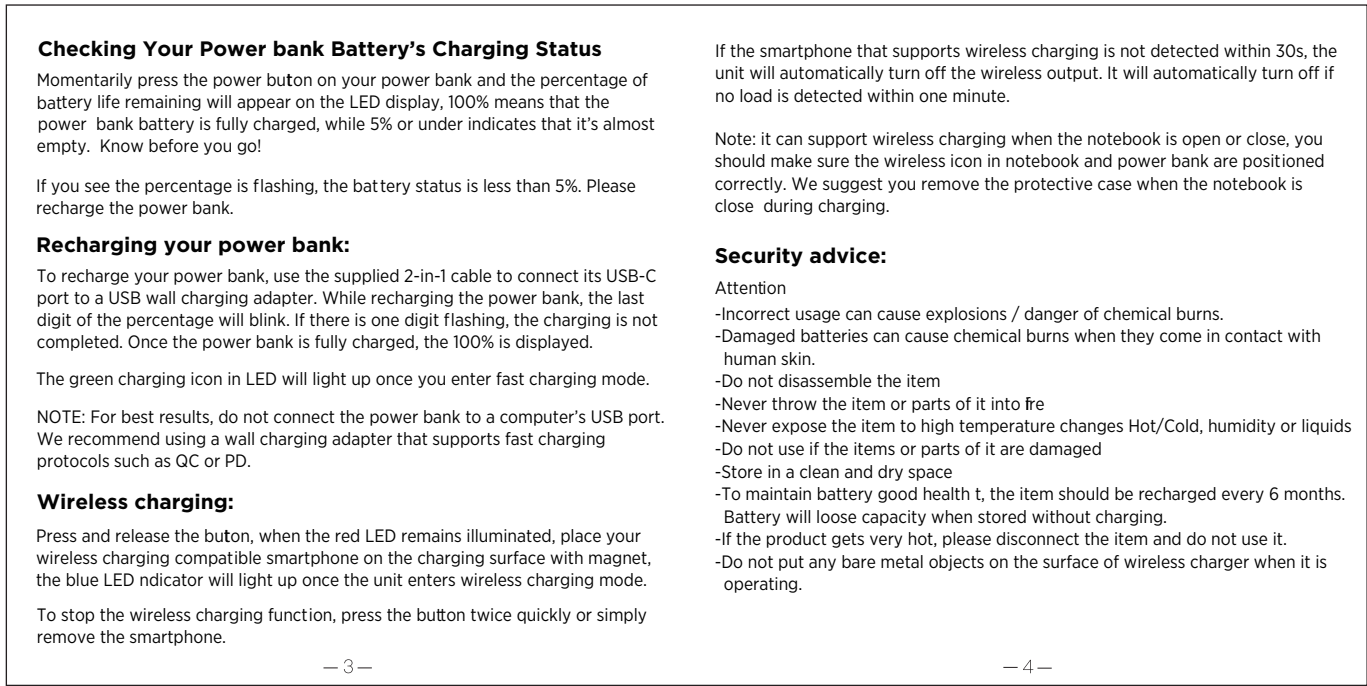 Checking Your Power bank Battery's Charging Status
Momentarily press the power buton on your power bank and the percentage of
battery life remaining will appear on the LED display, 100% means that the
power bank battery is fully charged, while 5% or under indicates that it's almost
empty. Know before you go!
If you see the percentage is flashing, the battery status is less than 5%. Please
recharge the power bank.
Recharging your power bank:
To recharge your power bank, use the supplied 2-in-1 cable to connect its USB-C
port to a USB wall charging adapter. While recharging the power bank, the last
digit of the percentage will blink. If there is one digit flashing, the charging is not
completed. Once the power bank is fully charged, the 100% is displayed.
The green charging icon in LED will light up once you enter fast charging mode.
NOTE: For best results, do not connect the power bank to a computer's USB port.
We recommend using a wall charging adapter that supports fast charging
protocols such as QC or PD.
Wireless charging:
Press and release the buton, when the red LED remains illuminated, place your
wireless charging compatible smartphone on the charging surface with magnet,
the blue LED ndicator will light up once the unit enters wireless charging mode.
To stop the wireless charging function, press the button twice quickly or simply
remove the smartphone.
—3—
If the smartphone that supports wireless charging is not detected within 30s, the
unit will automatically turn off the wireless output. It will automatically turn off if
no load is detected within one minute.
Note: it can support wireless charging when the notebook is open or close, you
should make sure the wireless icon in notebook and power bank are positioned
correctly. We suggest you remove the protective case when the notebook is
close during charging.
Security advice:
Attention
-Incorrect usage can cause explosions / danger of chemical burns.
-Damaged batteries can cause chemical burns when they come in contact with
human skin.
-Do not disassemble the item
-Never throw the item or parts of it into fre
-Never expose the item to high temperature changes Hot/Cold, humidity or liquids
-Do not use if the items or parts of it are damaged
-Store in a clean and dry space
-To maintain battery good health t, the item should be recharged every 6 months.
Battery will loose capacity when stored without charging.
-If the product gets very hot, please disconnect the item and do not use it.
-Do not put any bare metal objects on the surface of wireless charger when it is
operating.
—4—